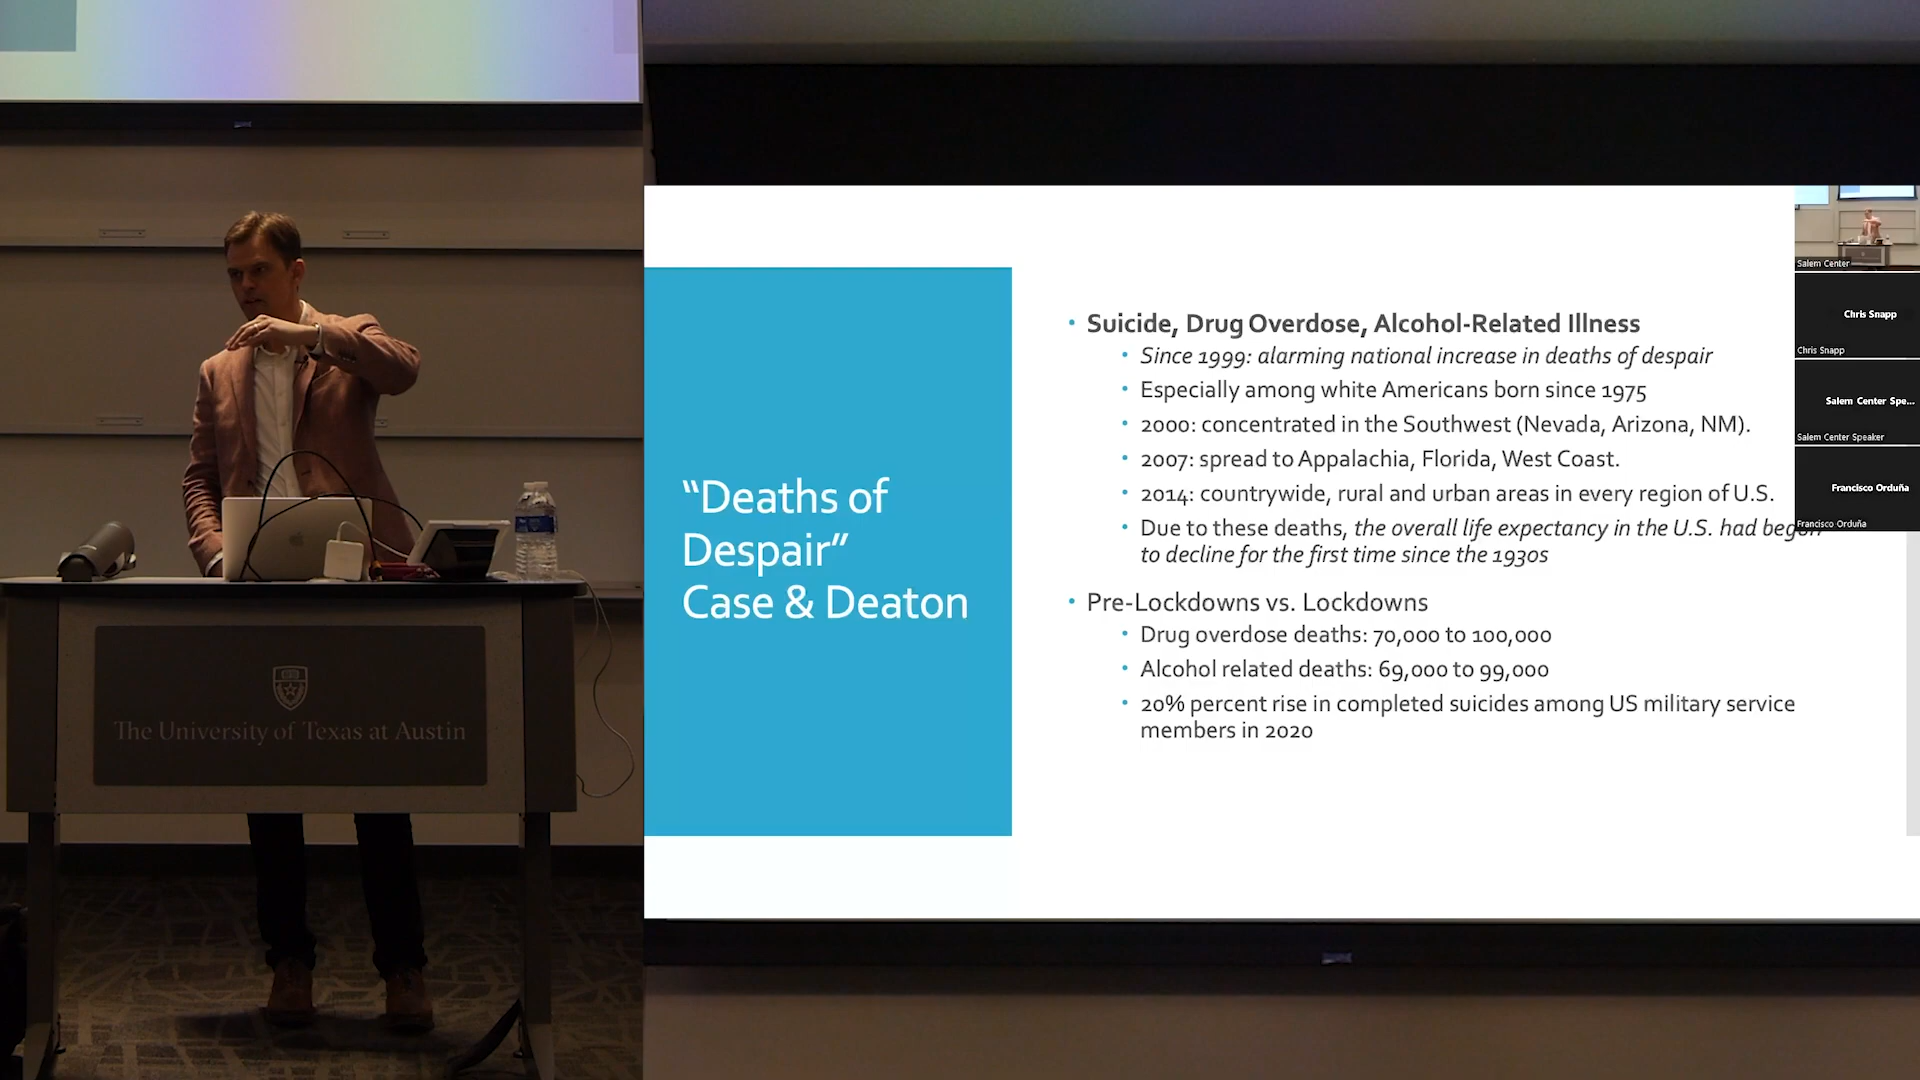 "Deaths of
Despair"
Case & Deaton
• Suicide, Drug Overdose, Alcohol-Related Illness
• Since 1999: alarming national increase in deaths of despair
• Especially among white Americans born since 1975
• 2000: concentrated in the Southwest (Nevada, Arizona, NM).
• 2007: spread to Appalachia, Florida, West Coast.
• 2014: countrywide, rural and urban areas in every region of U.S.
• Due to these deaths, the overall life expectancy in the U.S. had begun
to decline for the first time since the 1930s
• Pre-Lockdowns vs. Lockdowns
• Drug overdose deaths: 70,000 to 100,000
• Alcohol related deaths: 69,000 to 99,000
• 20% percent rise in completed suicides among US military service
members in 2020
Salem Center
Chris Snapp
Chris Snapp
Salem Center Spe...
Salem Center Speaker
Francisco Orduña
Francisco Orduña
The University of Texas at Austin